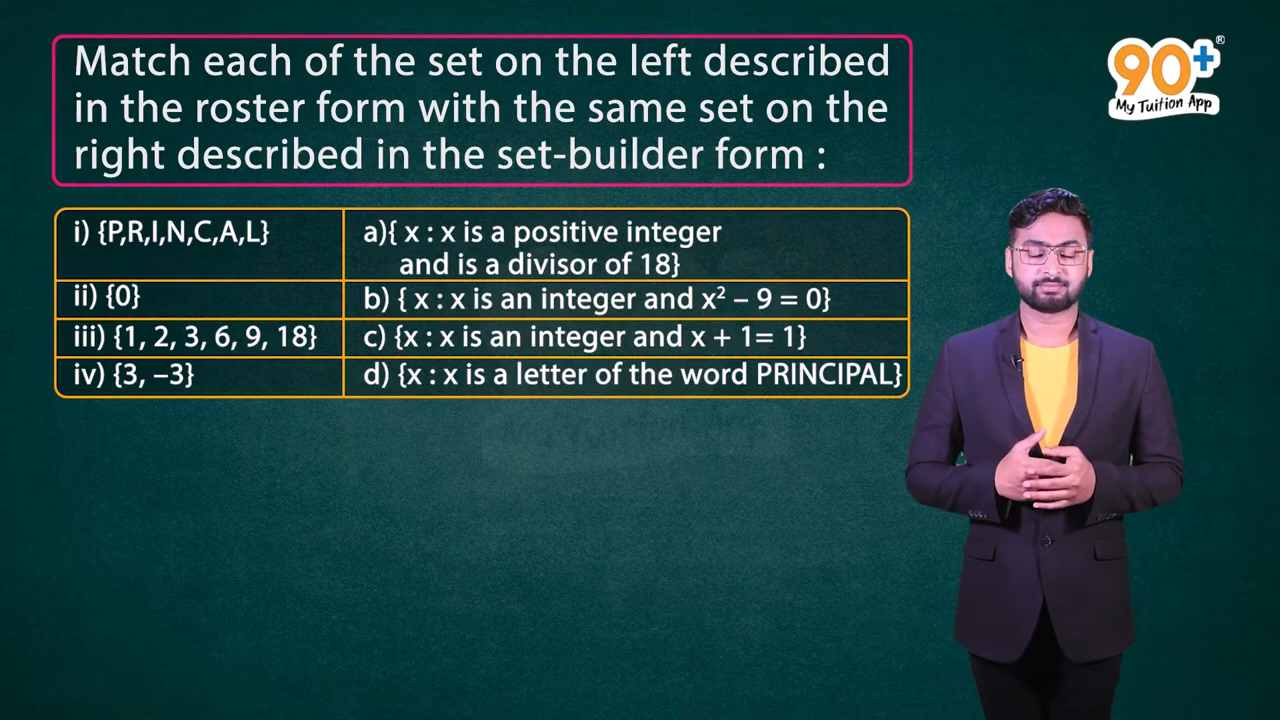 Match each of the set on the left described
in the roster form with the same set on the
right described in the set-builder form :
90+
®
My Tuition App
i) {P,R,I,N,C,A,L}
a){ x : x is a positive integer
and is a divisor of 18}
ii) {0}
b) { x : x is an integer and x² – 9 = 0}
iii) {1, 2, 3, 6, 9, 18}
c) {x : x is an integer and x + 1= 1}
iv) {3, –3}
d) {x : x is a letter of the word PRINCIPAL}